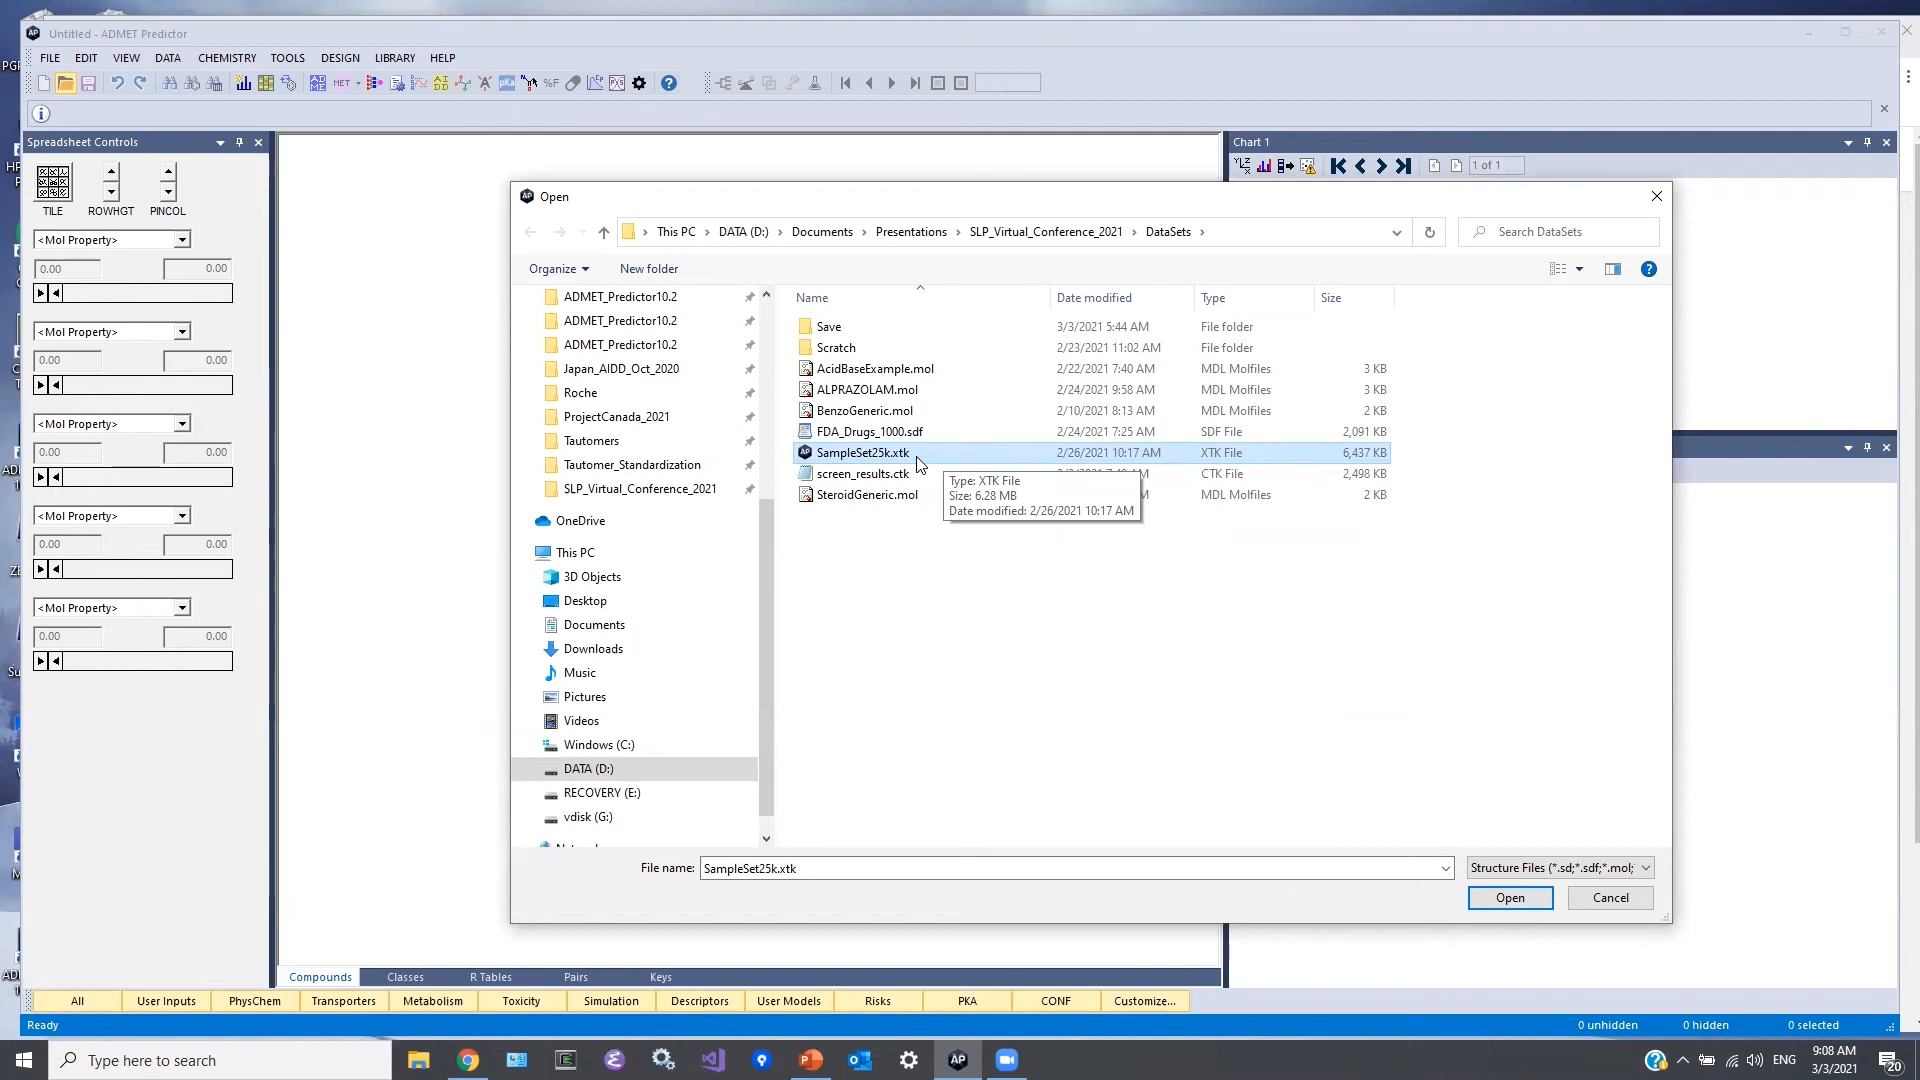 Untitled - ADMET Predictor
FILE EDIT VIEW DATA CHEMISTRY TOOLS DESIGN LIBRARY HELP
MET %F
Spreadsheet Controls
TILE ROWHGT PINCOL
<Mol Property>
0.00 0.00
<Mol Property>
0.00 0.00
<Mol Property>
0.00 0.00
<Mol Property>
0.00 0.00
<Mol Property>
0.00 0.00
Chart 1
1 of 1
Open
This PC > DATA (D:) > Documents > Presentations > SLP_Virtual_Conference_2021 > DataSets >
Search DataSets
Organize New folder
ADMET_Predictor10.2
ADMET_Predictor10.2
ADMET_Predictor10.2
Japan_AIDD_Oct_2020
Roche
ProjectCanada_2021
Tautomers
Tautomer_Standardization
SLP_Virtual_Conference_2021
OneDrive
This PC
3D Objects
Desktop
Documents
Downloads
Music
Pictures
Videos
Windows (C:)
DATA (D:)
RECOVERY (E:)
vdisk (G:)
Name Date modified Type Size
Save 3/3/2021 5:44 AM File folder
Scratch 2/23/2021 11:02 AM File folder
AcidBaseExample.mol 2/22/2021 7:40 AM MDL Molfiles 3 KB
ALPRAZOLAM.mol 2/24/2021 9:58 AM MDL Molfiles 3 KB
BenzoGeneric.mol 2/10/2021 8:13 AM MDL Molfiles 2 KB
FDA_Drugs_1000.sdf 2/24/2021 7:25 AM SDF File 2,091 KB
SampleSet25k.xtk 2/26/2021 10:17 AM XTK File 6,437 KB
screen_results.ctk CTK File 2,498 KB
SteroidGeneric.mol MDL Molfiles 2 KB
Type: XTK File
Size: 6.28 MB
Date modified: 2/26/2021 10:17 AM
File name: SampleSet25k.xtk Structure Files (*.sd;*.sdf;*.mol;
Open Cancel
Compounds Classes R Tables Pairs Keys
All User Inputs PhysChem Transporters Metabolism Toxicity Simulation Descriptors User Models Risks PKA CONF Customize...
Ready 0 unhidden 0 hidden 0 selected
Type here to search
AP
ENG
9:08 AM
3/3/2021
20